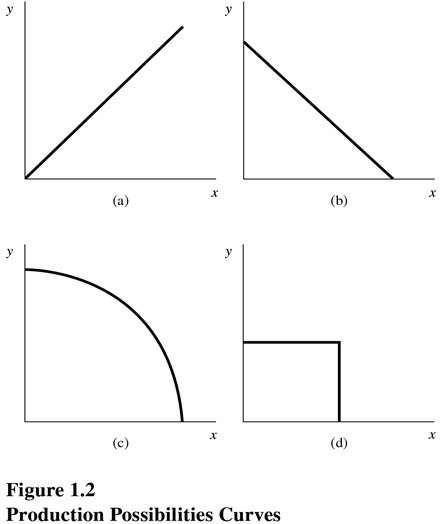 y
y
x
x
(a)
(b)
y
y
x
x
(c)
(d)
Figure 1.2
Production Possibilities Curves